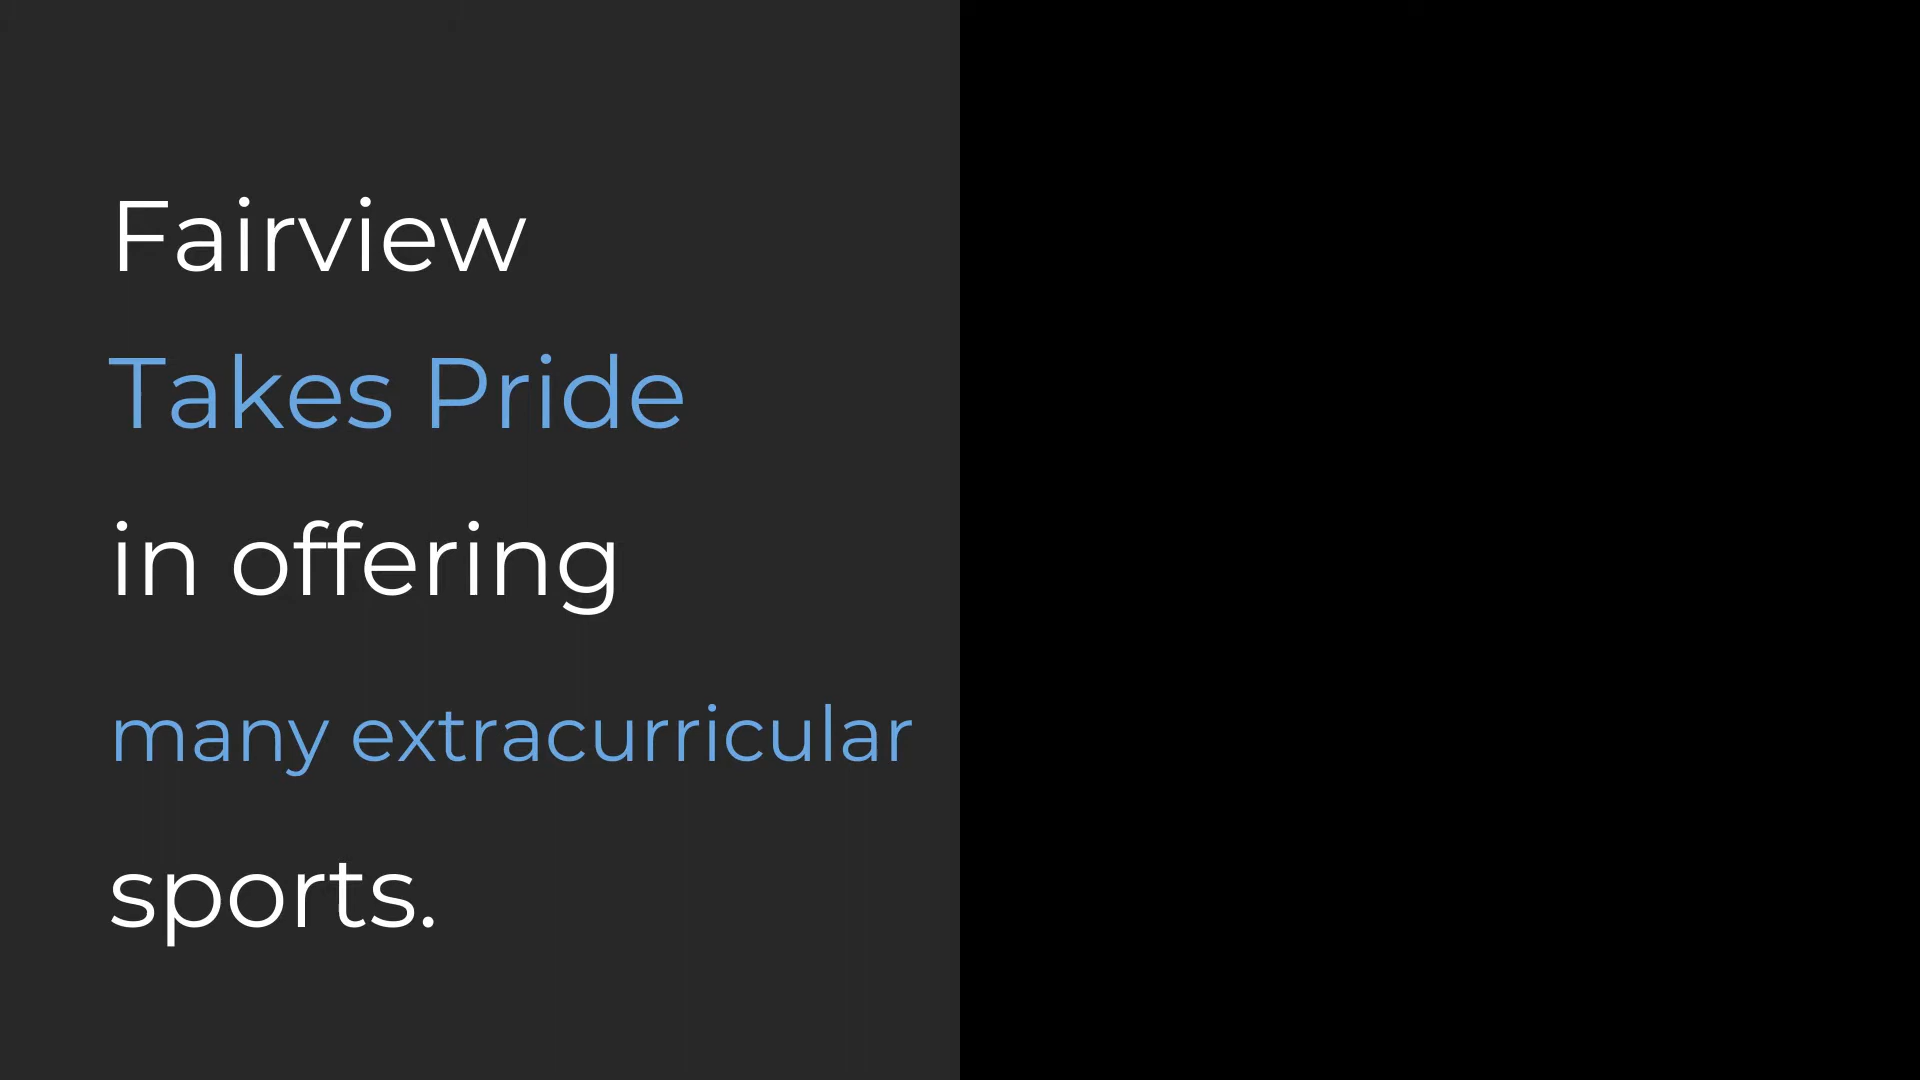 Fairview
Takes Pride
in offering
many extracurricular
sports.